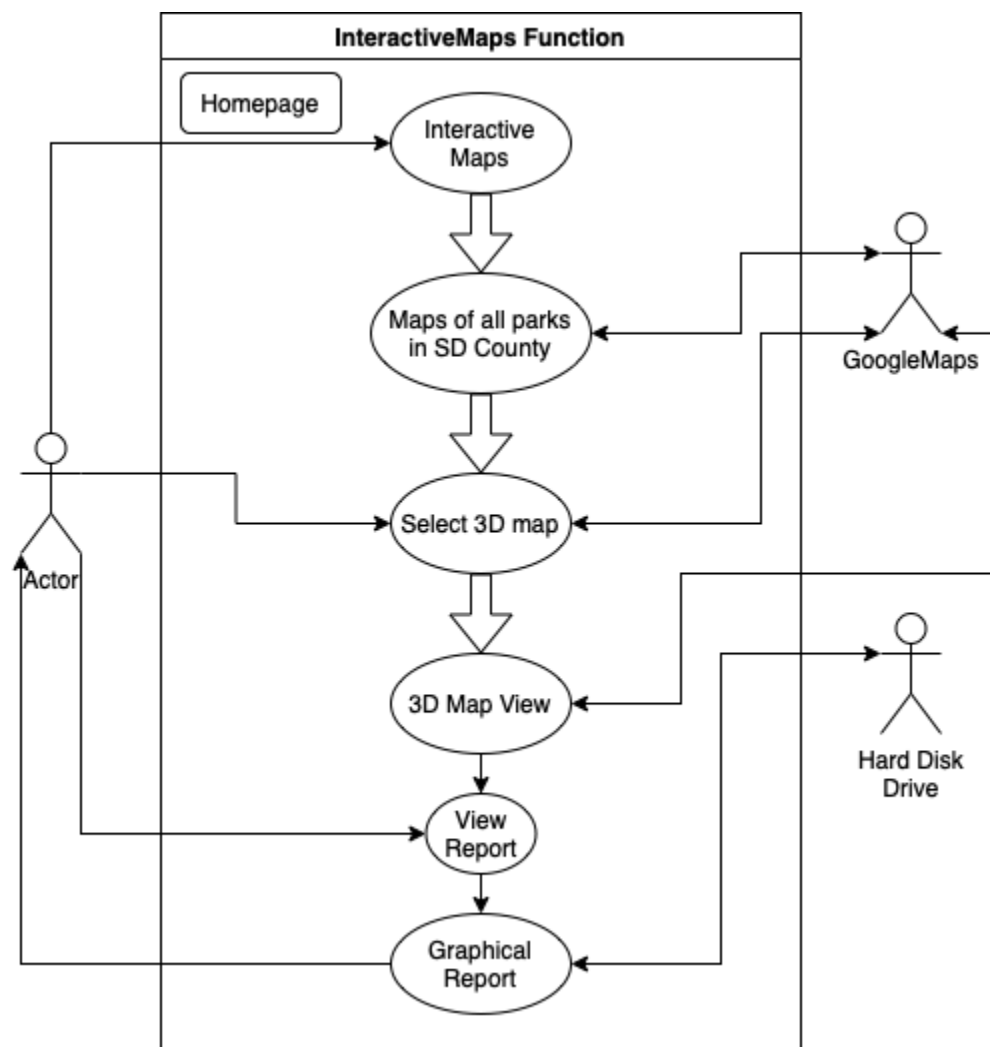 InteractiveMaps Function
Homepage
Interactive
Maps
Maps of all parks
in SD County
GoogleMaps
Select 3D map
Actor
3D Map View
Hard Disk
Drive
View
Report
Graphical
Report